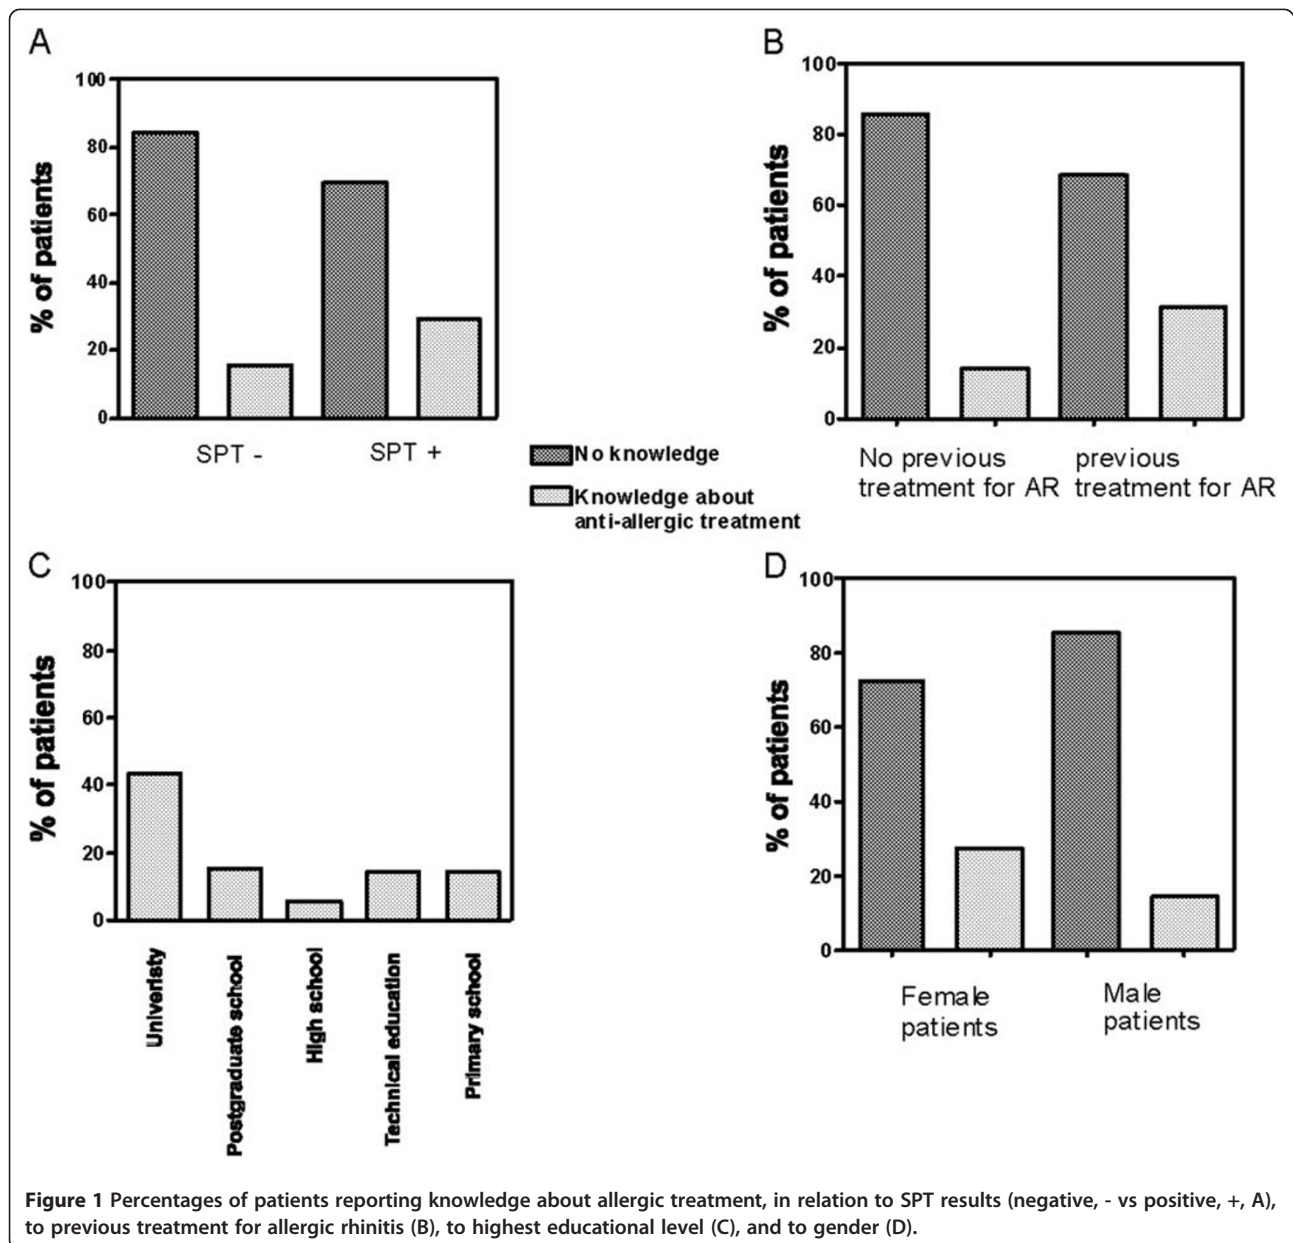 A
% of patients
100
80
60
40
20
0
SPT -
SPT +
B
% of patients
100
80
60
40
20
0
No previous
treatment for AR
previous
treatment for AR
No knowledge
Knowledge about
anti-allergic treatment
C
% of patients
100
80
60
40
20
0
Univeristy
Postgraduate school
High school
Technical education
Primary school
D
% of patients
100
80
60
40
20
0
Female
patients
Male
patients
Figure 1 Percentages of patients reporting knowledge about allergic treatment, in relation to SPT results (negative, - vs positive, +, A),
to previous treatment for allergic rhinitis (B), to highest educational level (C), and to gender (D).